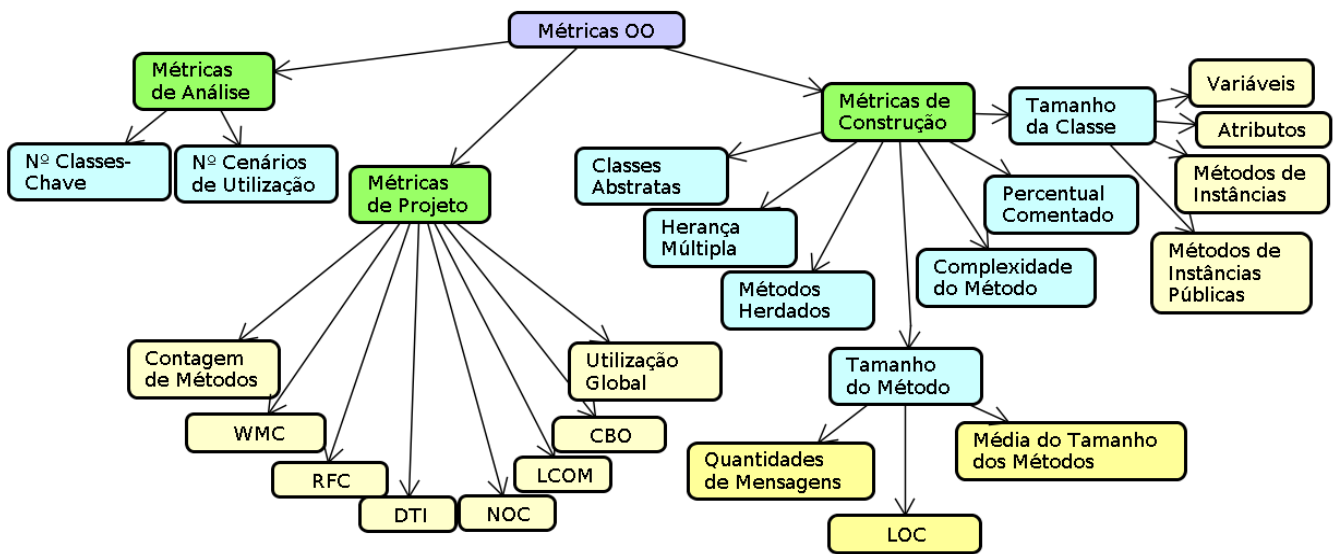 Métricas OO
Métricas
de Análise
Nº Classes-
Chave
Nº Cenários
de Utilização
Métricas
de Projeto
Contagem
de Métodos
WMC
RFC
DTI
NOC
LCOM
CBO
Utilização
Global
Métricas de
Construção
Classes
Abstratas
Herança
Múltipla
Métodos
Herdados
Tamanho
do Método
Quantidades
de Mensagens
LOC
Média do Tamanho
dos Métodos
Complexidade
do Método
Percentual
Comentado
Tamanho
da Classe
Variáveis
Atributos
Métodos de
Instâncias
Métodos de
Instâncias
Públicas